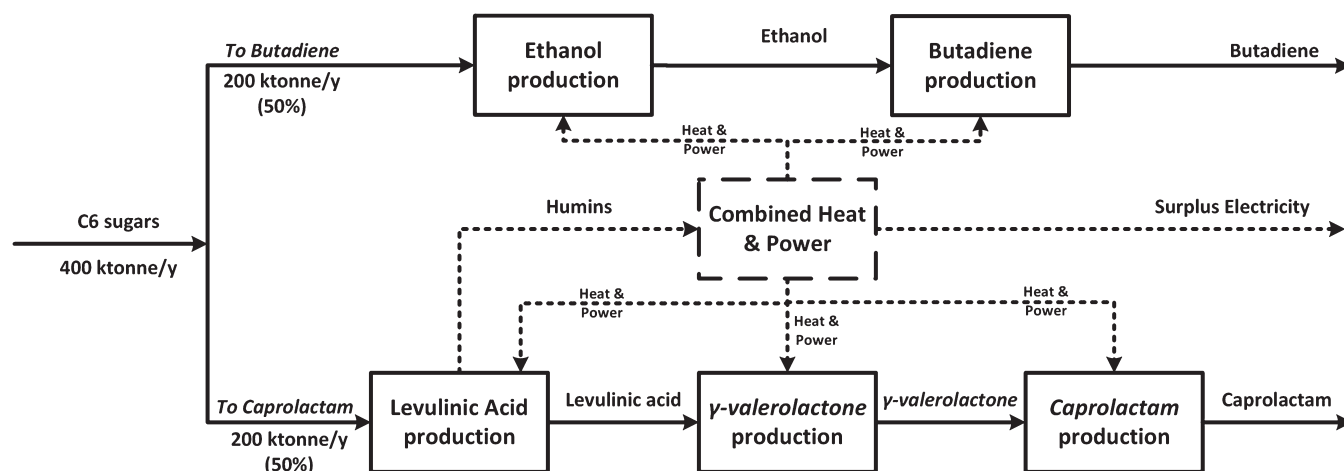 To Butadiene
200 ktonne/y
(50%)
Ethanol
production
Ethanol
Butadiene
production
Butadiene
Heat &
Power
Heat &
Power
C6 sugars
400 ktonne/y
Humins
Combined Heat
& Power
Surplus Electricity
Heat &
Power
Heat &
Power
Heat &
Power
To Caprolactam
200 ktonne/y
(50%)
Levulinic Acid
production
Levulinic acid
γ-valerolactone
production
γ-valerolactone
Caprolactam
production
Caprolactam